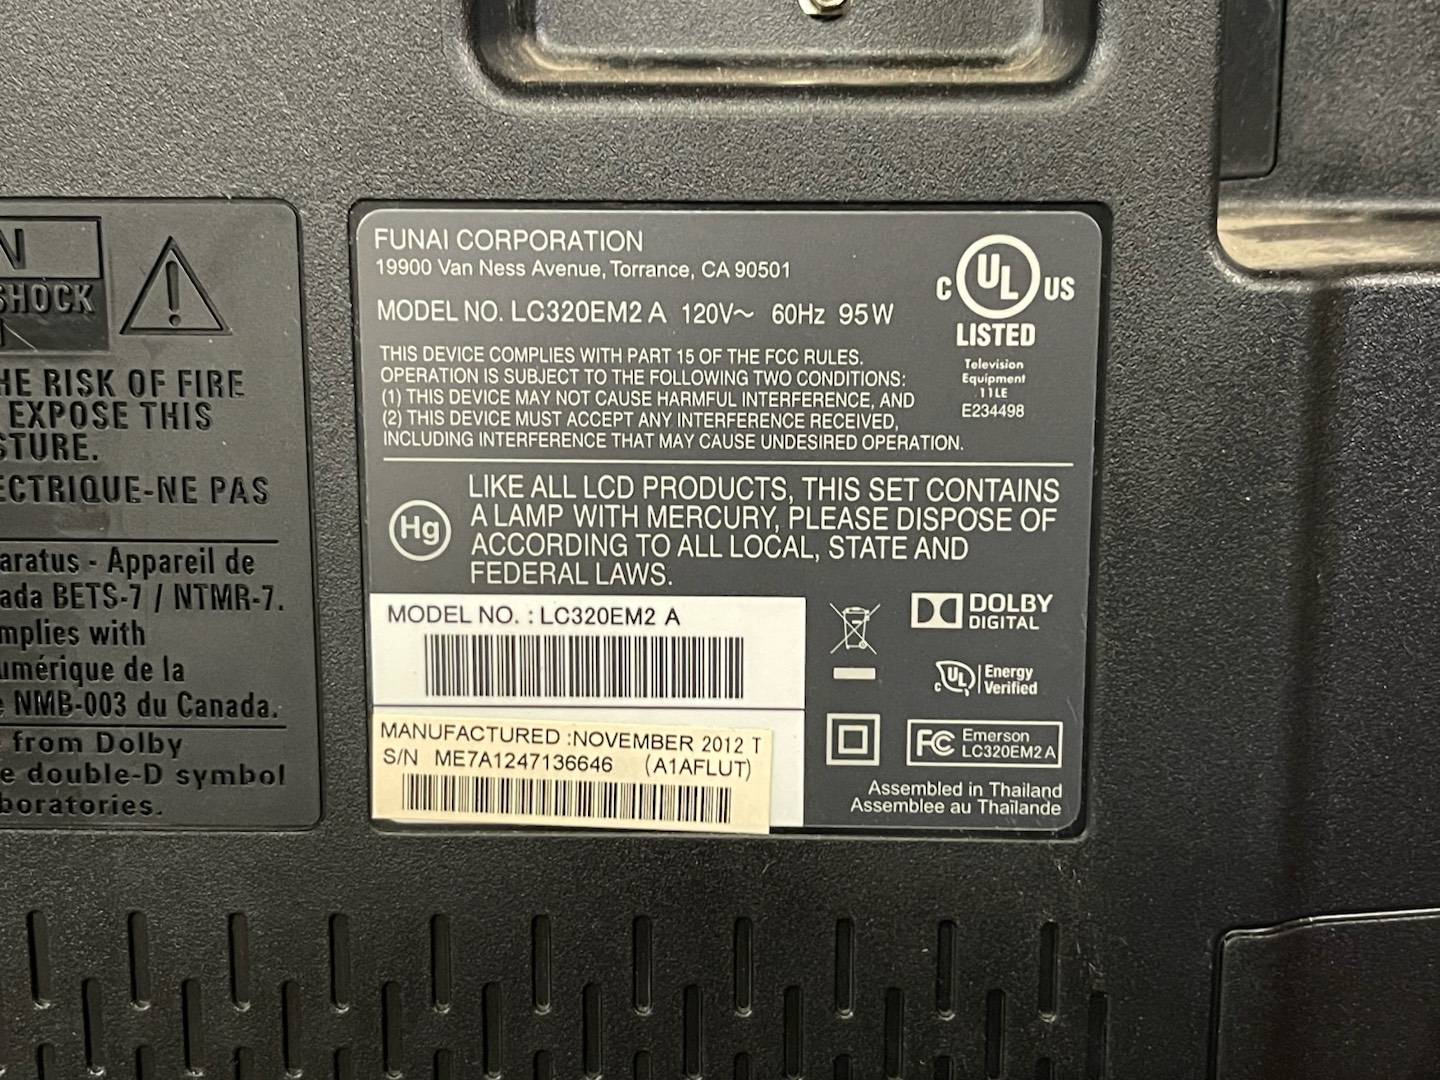 N
SHOCK
HE RISK OF FIRE
EXPOSE THIS
STURE.
ECTRIQUE-NE PAS
aratus - Appareil de
ada BETS-7 / NTMR-7.
mplies with
umérique de la
e NMB-003 du Canada.
from Dolby
e double-D symbol
boratories.
FUNAI CORPORATION
19900 Van Ness Avenue, Torrance, CA 90501
MODEL NO. LC320EM2 A 120V~ 60Hz 95W
C UL US
LISTED
Television
Equipment
11LE
E234498
THIS DEVICE COMPLIES WITH PART 15 OF THE FCC RULES.
OPERATION IS SUBJECT TO THE FOLLOWING TWO CONDITIONS:
(1) THIS DEVICE MAY NOT CAUSE HARMFUL INTERFERENCE, AND
(2) THIS DEVICE MUST ACCEPT ANY INTERFERENCE RECEIVED,
INCLUDING INTERFERENCE THAT MAY CAUSE UNDESIRED OPERATION.
Hg
LIKE ALL LCD PRODUCTS, THIS SET CONTAINS
A LAMP WITH MERCURY, PLEASE DISPOSE OF
ACCORDING TO ALL LOCAL, STATE AND
FEDERAL LAWS.
MODEL NO. : LC320EM2 A
MANUFACTURED :NOVEMBER 2012 T
S/N ME7A1247136646 (A1AFLUT)
DOLBY
DIGITAL
c UL Energy
Verified
FC Emerson
LC320EM2 A
Assembled in Thailand
Assemblee au Thaïlande